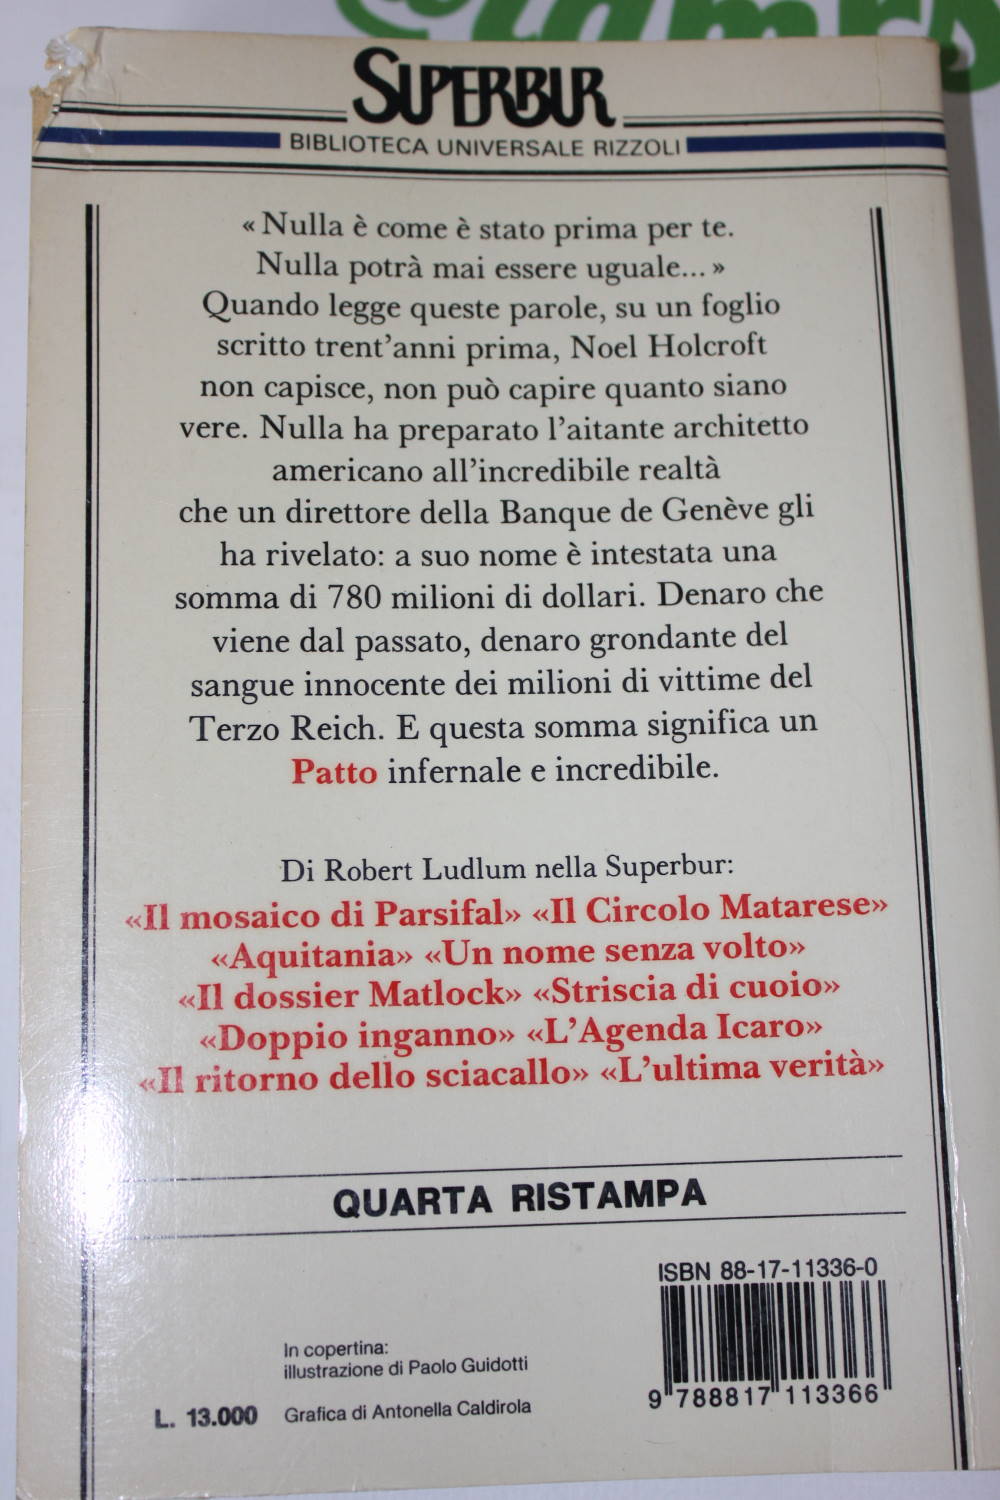 SUPERBUR
BIBLIOTECA UNIVERSALE RIZZOLI
«Nulla è come è stato prima per te.
Nulla potrà mai essere uguale...»
Quando legge queste parole, su un foglio
scritto trent'anni prima, Noel Holcroft
non capisce, non può capire quanto siano
vere. Nulla ha preparato l'aitante architetto
americano all'incredibile realtà
che un direttore della Banque de Genève gli
ha rivelato: a suo nome è intestata una
somma di 780 milioni di dollari. Denaro che
viene dal passato, denaro grondante del
sangue innocente dei milioni di vittime del
Terzo Reich. E questa somma significa un
Patto infernale e incredibile.
Di Robert Ludlum nella Superbur:
«Il mosaico di Parsifal» «Il Circolo Matarese»
«Aquitania» «Un nome senza volto»
«Il dossier Matlock» «Striscia di cuoio»
«Doppio inganno» «L'Agenda Icaro»
«Il ritorno dello sciacallo» «L'ultima verità»
QUARTA RISTAMPA
ISBN 88-17-11336-0
In copertina:
illustrazione di Paolo Guidotti
9 788817 113366
L. 13.000 Grafica di Antonella Caldirola